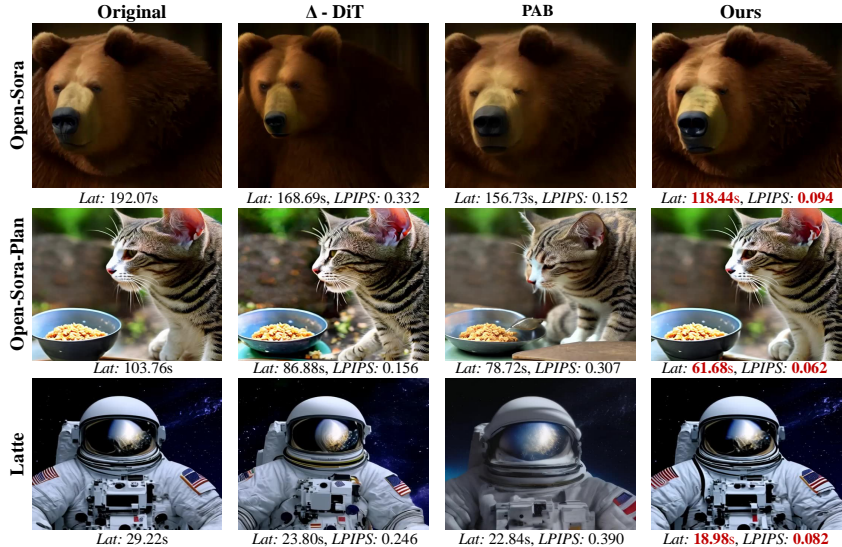 Original Δ - DiT PAB Ours
Open-Sora
Lat: 192.07s Lat: 168.69s, LPIPS: 0.332 Lat: 156.73s, LPIPS: 0.152 Lat: 118.44s, LPIPS: 0.094
Open-Sora-Plan
Lat: 103.76s Lat: 86.88s, LPIPS: 0.156 Lat: 78.72s, LPIPS: 0.307 Lat: 61.68s, LPIPS: 0.062
Latte
Lat: 29.22s Lat: 23.80s, LPIPS: 0.246 Lat: 22.84s, LPIPS: 0.390 Lat: 18.98s, LPIPS: 0.082